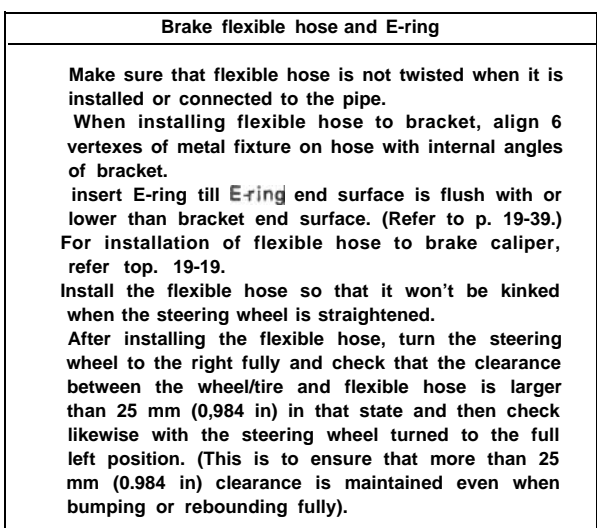 Brake flexible hose and E-ring
Make sure that flexible hose is not twisted when it is
installed or connected to the pipe.
When installing flexible hose to bracket, align 6
vertexes of metal fixture on hose with internal angles
of bracket.
insert E-ring till E-ring end surface is flush with or
lower than bracket end surface. (Refer to p. 19-39.)
For installation of flexible hose to brake caliper,
refer top. 19-19.
Install the flexible hose so that it won't be kinked
when the steering wheel is straightened.
After installing the flexible hose, turn the steering
wheel to the right fully and check that the clearance
between the wheel/tire and flexible hose is larger
than 25 mm (0,984 in) in that state and then check
likewise with the steering wheel turned to the full
left position. (This is to ensure that more than 25
mm (0.984 in) clearance is maintained even when
bumping or rebounding fully).